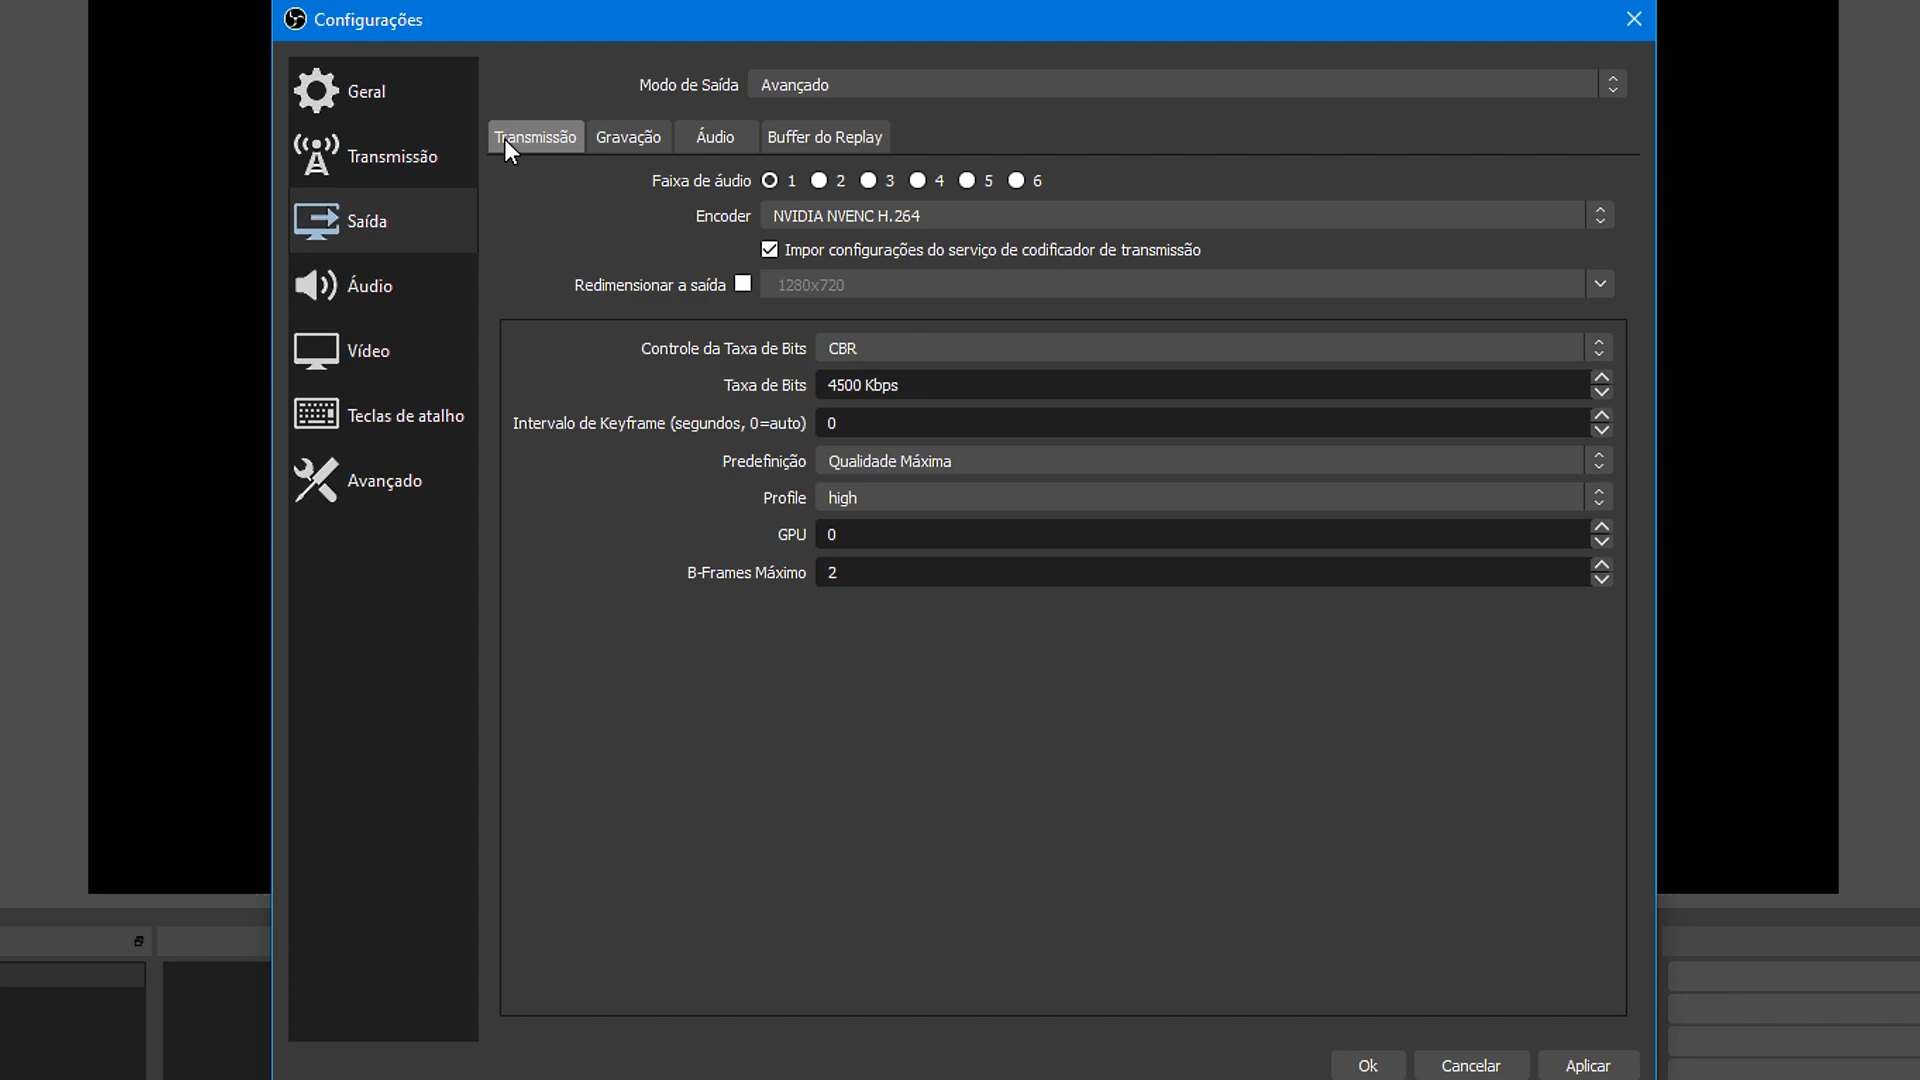 Configurações
Geral
Transmissão
Saída
Áudio
Vídeo
Teclas de atalho
Avançado
Modo de Saída Avançado
Transmissão Gravação Áudio Buffer do Replay
Faixa de áudio 1 2 3 4 5 6
Encoder NVIDIA NVENC H.264
Impor configurações do serviço de codificador de transmissão
Redimensionar a saída 1280x720
Controle da Taxa de Bits CBR
Taxa de Bits 4500 Kbps
Intervalo de Keyframe (segundos, 0=auto) 0
Predefinição Qualidade Máxima
Profile high
GPU 0
B-Frames Máximo 2
Ok Cancelar Aplicar